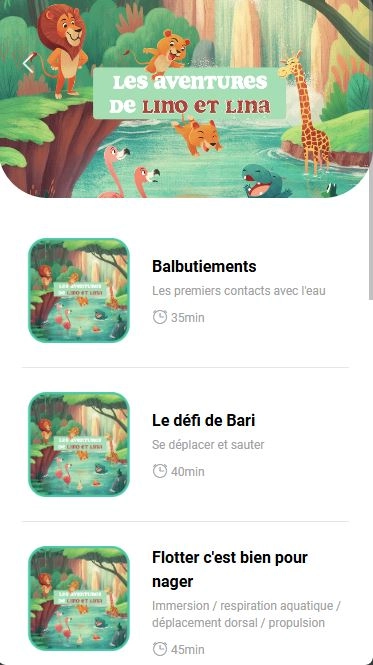 Les aventures
de Lino et Lina
Les aventures
de Lino et Lina
Balbutiements
Les premiers contacts avec l'eau
35min
Les aventures
de Lino et Lina
Le défi de Bari
Se déplacer et sauter
40min
Les aventures
de Lino et Lina
Flotter c'est bien pour
nager
Immersion / respiration aquatique /
déplacement dorsal / propulsion
45min